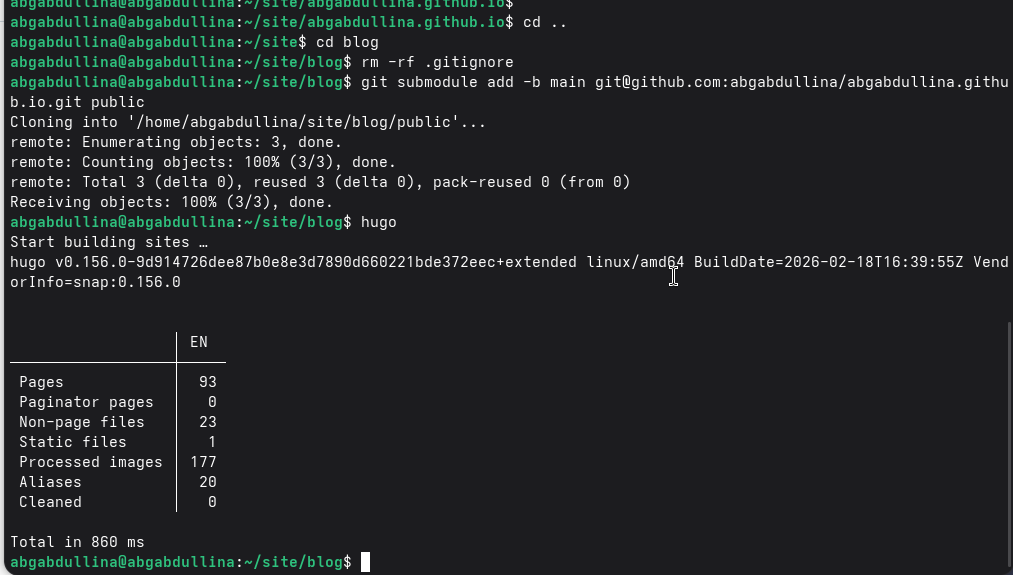 abgabdullina@abgabdullina:~/site/abgabdullina.github.io$
abgabdullina@abgabdullina:~/site/abgabdullina.github.io$ cd ..
abgabdullina@abgabdullina:~/site$ cd blog
abgabdullina@abgabdullina:~/site/blog$ rm -rf .gitignore
abgabdullina@abgabdullina:~/site/blog$ git submodule add -b main git@github.com:abgabdullina/abgabdullina.githu
b.io.git public
Cloning into '/home/abgabdullina/site/blog/public'...
remote: Enumerating objects: 3, done.
remote: Counting objects: 100% (3/3), done.
remote: Total 3 (delta 0), reused 3 (delta 0), pack-reused 0 (from 0)
Receiving objects: 100% (3/3), done.
abgabdullina@abgabdullina:~/site/blog$ hugo
Start building sites …
hugo v0.156.0-9d914726dee87b0e8e3d7890d660221bde372eec+extended linux/amd64 BuildDate=2026-02-18T16:39:55Z Vend
orInfo=snap:0.156.0
EN
Pages 93
Paginator pages 0
Non-page files 23
Static files 1
Processed images 177
Aliases 20
Cleaned 0
Total in 860 ms
abgabdullina@abgabdullina:~/site/blog$